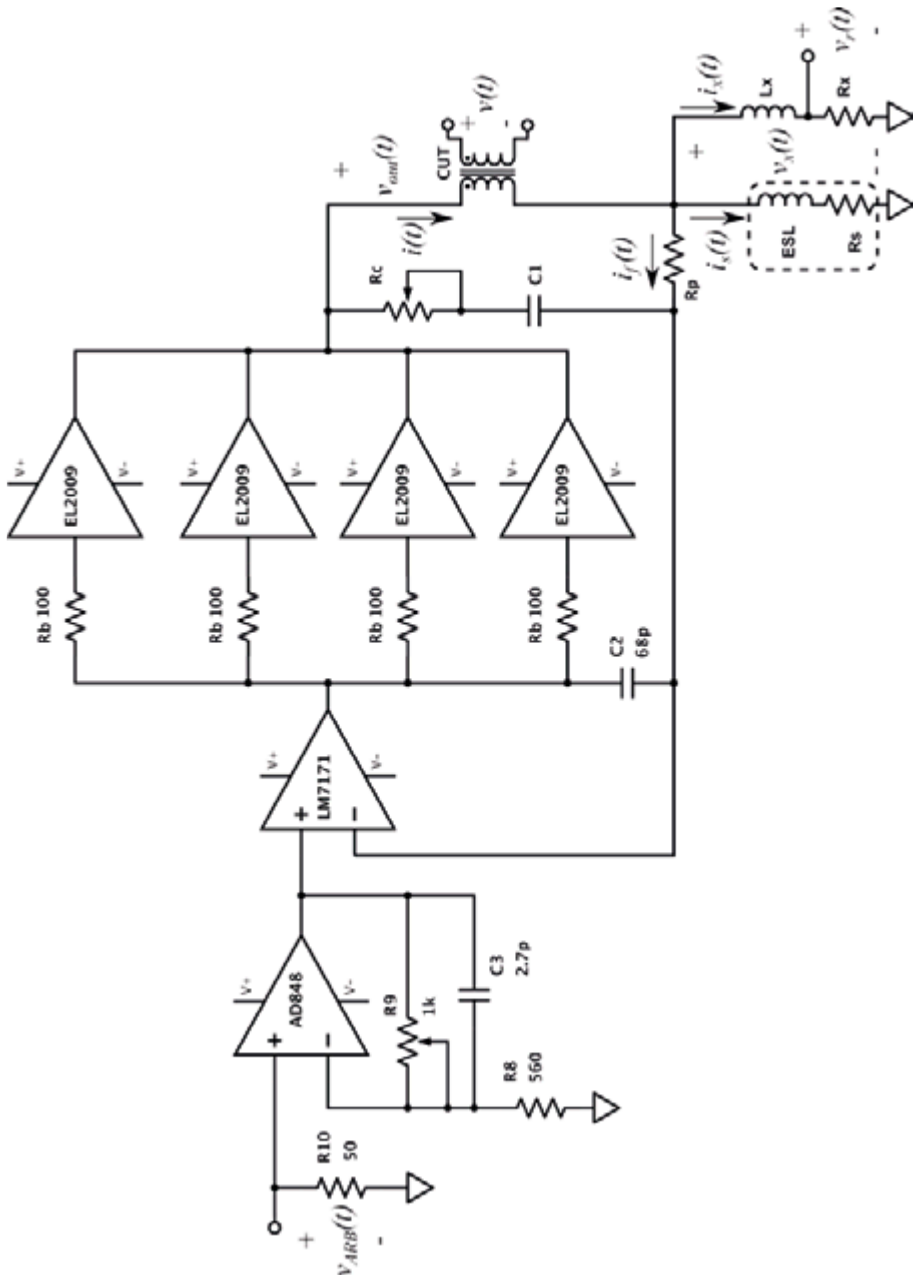 +
v_ARB(t)
-
R10
50
+
-
AD848
V+
V-
R9
1k
C3
2.7p
R8
560
+
-
LM7171
V+
V-
Rb 100
Rb 100
Rb 100
Rb 100
C2
68p
EL2009
V+
V-
EL2009
V+
V-
EL2009
V+
V-
EL2009
V+
V-
Rc
C1
+
v_out(t)
i(t)
CUT
+
v(t)
-
i_f(t)
Rp
i_s(t)
+
v_x(t)
-
ESL
Rs
i_x(t)
Lx
Rx
+
v_r(t)
-